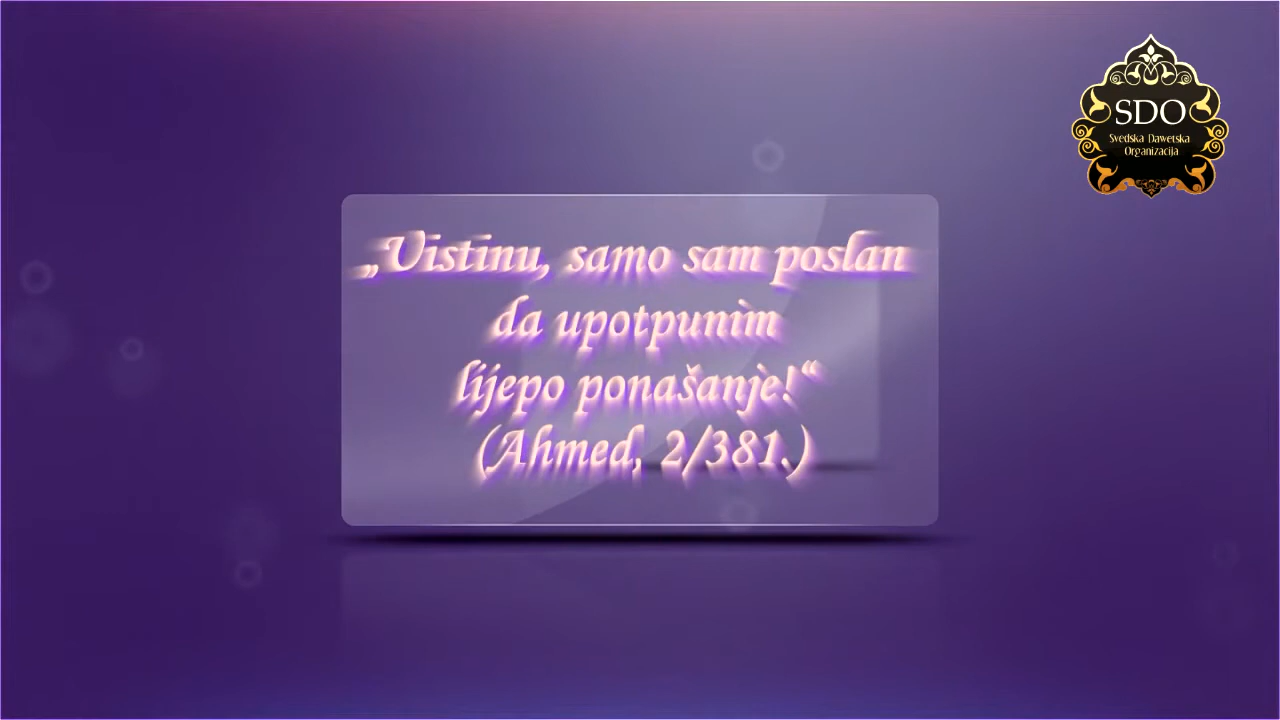 SDO
Svedska Dawetska
Organizacija
„Uistinu, samo sam poslan
da upotpunim
lijepo ponašanje!“
(Ahmed, 2/381.)